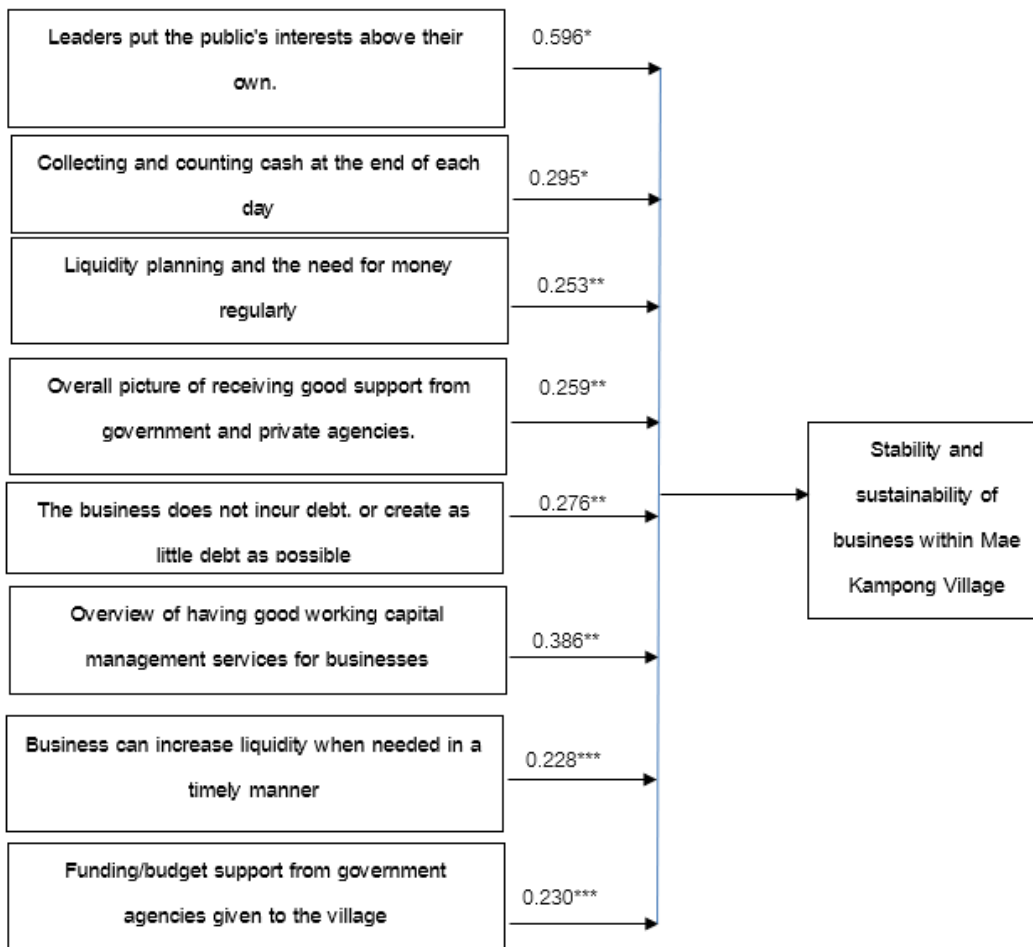 Leaders put the public's interests above their
own.
0.596*
Collecting and counting cash at the end of each
day
0.295*
Liquidity planning and the need for money
regularly
0.253**
Overall picture of receiving good support from
government and private agencies.
0.259**
The business does not incur debt. or create as
little debt as possible
0.276**
Overview of having good working capital
management services for businesses
0.386**
Business can increase liquidity when needed in a
timely manner
0.228***
Funding/budget support from government
agencies given to the village
0.230***
Stability and
sustainability of
business within Mae
Kampong Village